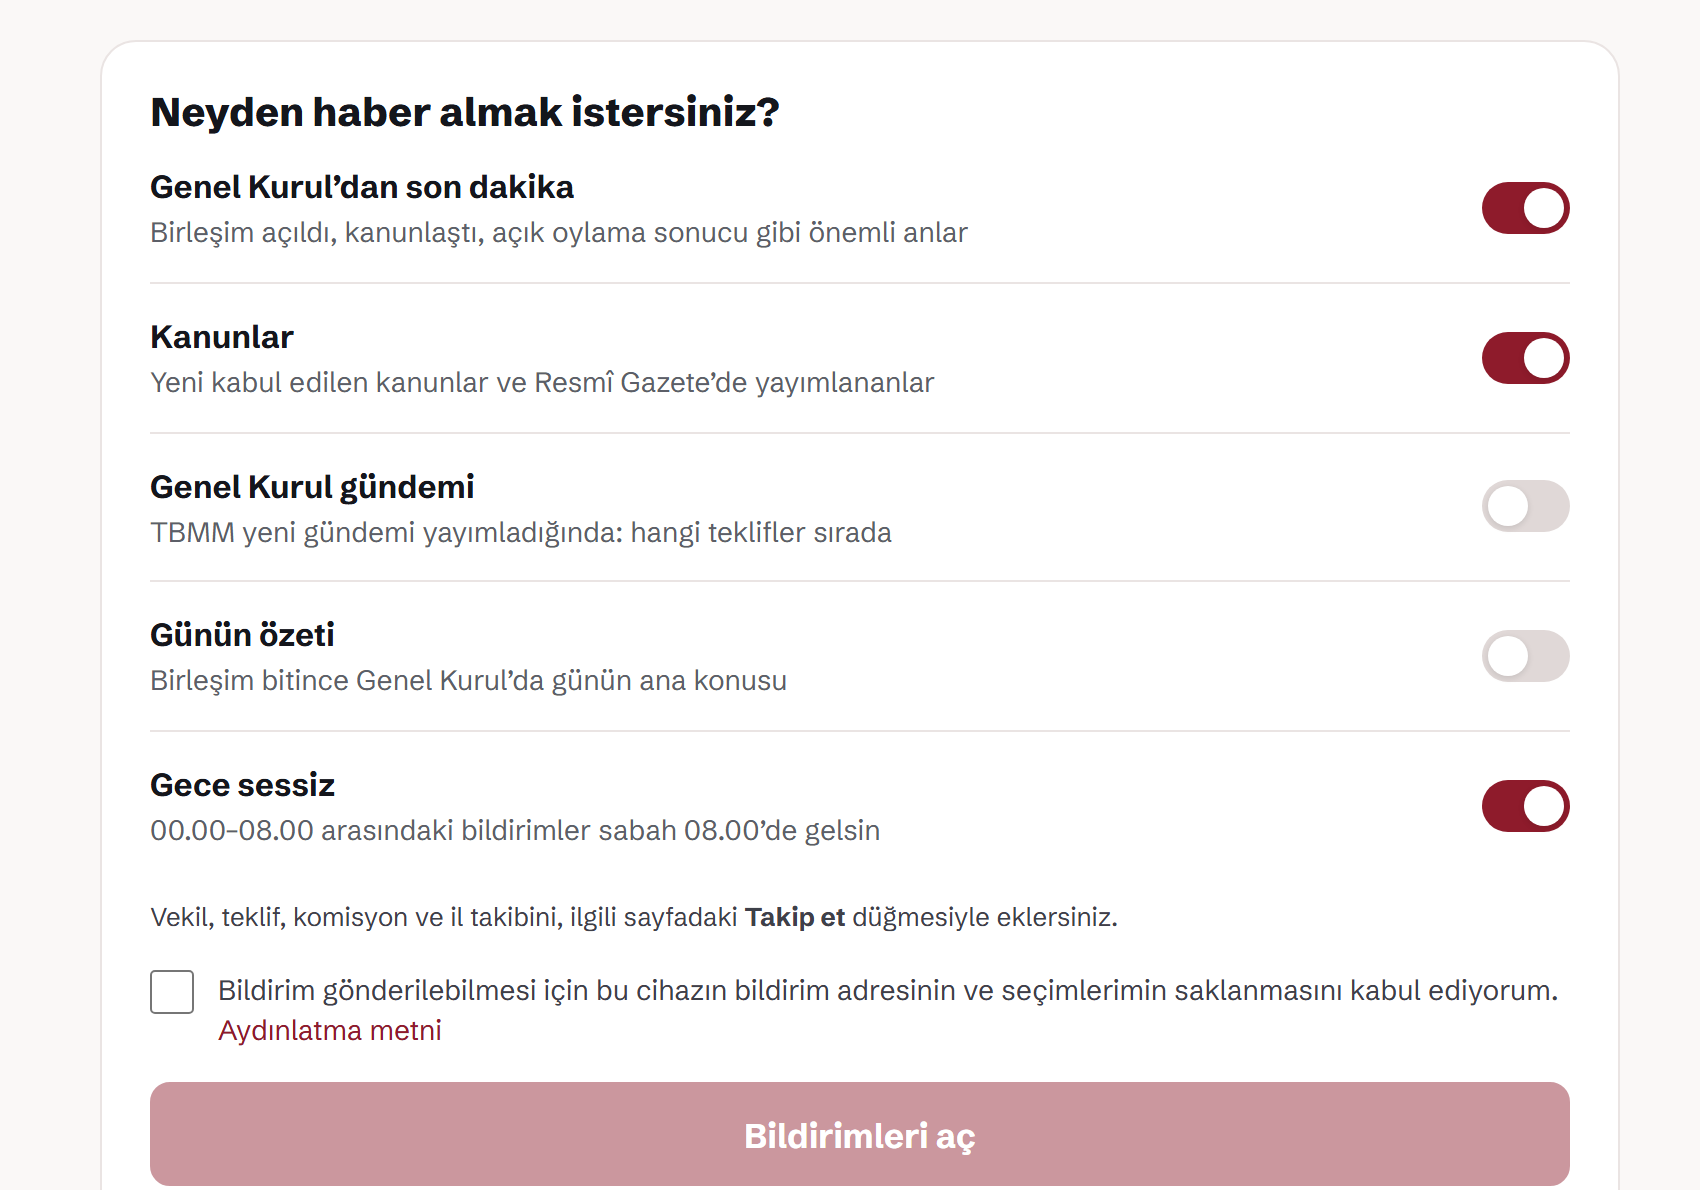 Neyden haber almak istersiniz?
Genel Kurul’dan son dakika
Birleşim açıldı, kanunlaştı, açık oylama sonucu gibi önemli anlar
Kanunlar
Yeni kabul edilen kanunlar ve Resmî Gazete’de yayımlananlar
Genel Kurul gündemi
TBMM yeni gündemi yayımladığında: hangi teklifler sırada
Günün özeti
Birleşim bitince Genel Kurul’da günün ana konusu
Gece sessiz
00.00–08.00 arasındaki bildirimler sabah 08.00’de gelsin
Vekil, teklif, komisyon ve il takibini, ilgili sayfadaki Takip et düğmesiyle eklersiniz.
Bildirim gönderilebilmesi için bu cihazın bildirim adresinin ve seçimlerimin saklanmasını kabul ediyorum.
Aydınlatma metni
Bildirimleri aç